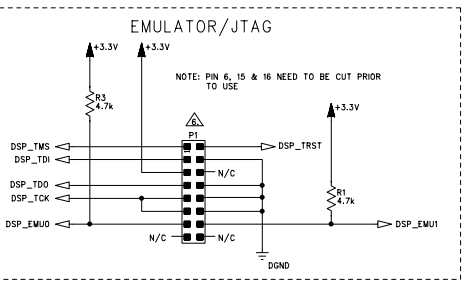 EMULATOR/JTAG
+3.3V
+3.3V
NOTE: PIN 6, 15 & 16 NEED TO BE CUT PRIOR
TO USE
R3
4.7k
+3.3V
6.
P1
DSP_TMS
1
DSP_TRST
DSP_TDI
N/C
DSP_TDO
DSP_TCK
R1
4.7k
DSP_EMU0
DSP_EMU1
N/C
N/C
DGND